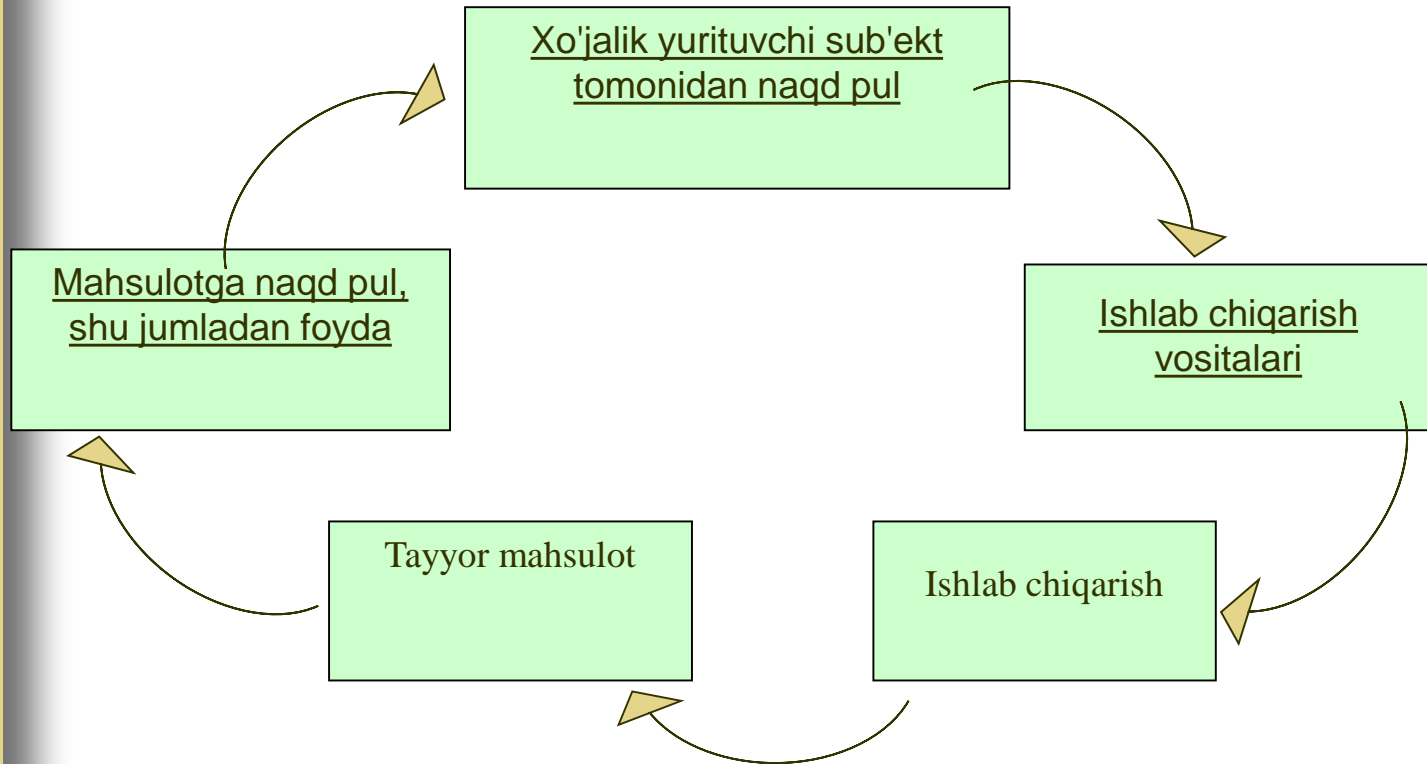 Xo'jalik yurituvchi sub'ekt
tomonidan naqd pul
Mahsulotga naqd pul,
shu jumladan foyda
Ishlab chiqarish
vositalari
Tayyor mahsulot
Ishlab chiqarish